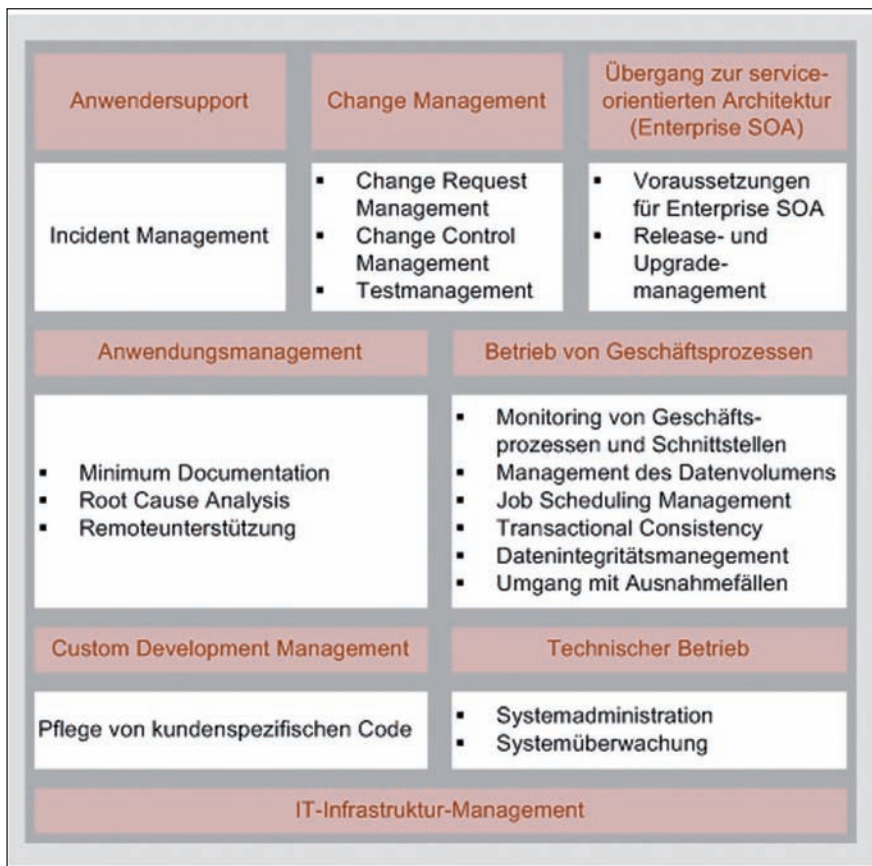 Anwendersupport
Change Management
Übergang zur service-
orientierten Architektur
(Enterprise SOA)
Incident Management
▪ Change Request
Management
▪ Change Control
Management
▪ Testmanagement
▪ Voraussetzungen
für Enterprise SOA
▪ Release- und
Upgrade-
management
Anwendungsmanagement
Betrieb von Geschäftsprozessen
▪ Minimum Documentation
▪ Root Cause Analysis
▪ Remoteunterstützung
▪ Monitoring von Geschäfts-
prozessen und Schnittstellen
▪ Management des Datenvolumens
▪ Job Scheduling Management
▪ Transactional Consistency
▪ Datenintegritätsmanegement
▪ Umgang mit Ausnahmefällen
Custom Development Management
Technischer Betrieb
Pflege von kundenspezifischen Code
▪ Systemadministration
▪ Systemüberwachung
IT-Infrastruktur-Management